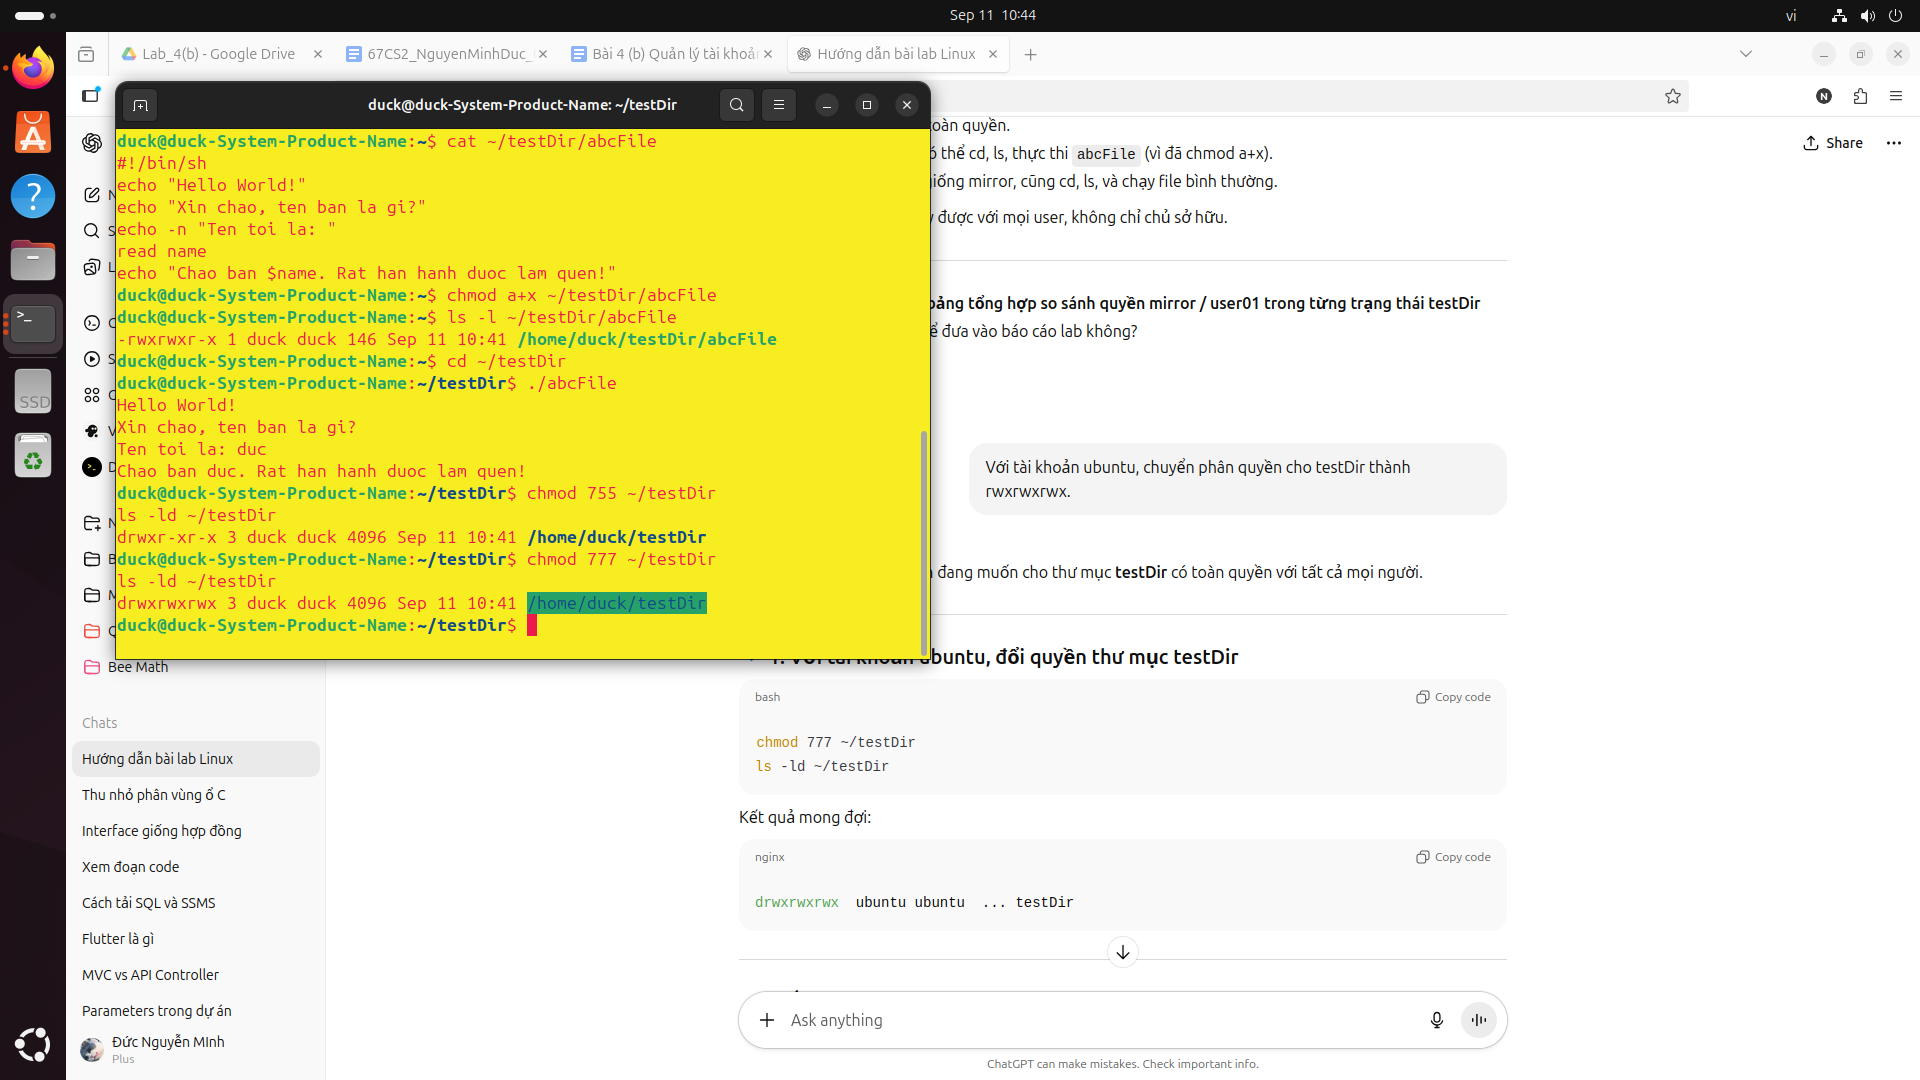 Sep 11 10:44
vi
Lab_4(b) - Google Drive
67CS2_NguyenMinhDuc_
Bài 4 (b) Quản lý tài khoản
Hướng dẫn bài lab Linux
duck@duck-System-Product-Name: ~/testDir
N
duck@duck-System-Product-Name:~$ cat ~/testDir/abcFile
#!/bin/sh
echo "Hello World!"
echo "Xin chao, ten ban la gi?"
echo -n "Ten toi la: "
read name
echo "Chao ban $name. Rat han hanh duoc lam quen!"
duck@duck-System-Product-Name:~$ chmod a+x ~/testDir/abcFile
duck@duck-System-Product-Name:~$ ls -l ~/testDir/abcFile
-rwxrwxr-x 1 duck duck 146 Sep 11 10:41 /home/duck/testDir/abcFile
duck@duck-System-Product-Name:~$ cd ~/testDir
duck@duck-System-Product-Name:~/testDir$ ./abcFile
Hello World!
Xin chao, ten ban la gi?
Ten toi la: duc
Chao ban duc. Rat han hanh duoc lam quen!
duck@duck-System-Product-Name:~/testDir$ chmod 755 ~/testDir
ls -ld ~/testDir
drwxr-xr-x 3 duck duck 4096 Sep 11 10:41 /home/duck/testDir
duck@duck-System-Product-Name:~/testDir$ chmod 777 ~/testDir
ls -ld ~/testDir
drwxrwxrwx 3 duck duck 4096 Sep 11 10:41 /home/duck/testDir
duck@duck-System-Product-Name:~/testDir$
SSD
Bee Math
Chats
Hướng dẫn bài lab Linux
Thu nhỏ phân vùng ổ C
Interface giống hợp đồng
Xem đoạn code
Cách tải SQL và SSMS
Flutter là gì
MVC vs API Controller
Parameters trong dự án
Đức Nguyễn MInh
Plus
Share
toàn quyền.
thể cd, ls, thực thi abcFile (vì đã chmod a+x).
giống mirror, cũng cd, ls, và chạy file bình thường.
được với mọi user, không chỉ chủ sở hữu.
bảng tổng hợp so sánh quyền mirror / user01 trong từng trạng thái testDir
để đưa vào báo cáo lab không?
Với tài khoản ubuntu, chuyển phân quyền cho testDir thành
rwxrwxrwx.
đang muốn cho thư mục testDir có toàn quyền với tất cả mọi người.
1. Với tài khoản ubuntu, đổi quyền thư mục testDir
bash
Copy code
chmod 777 ~/testDir
ls -ld ~/testDir
Kết quả mong đợi:
nginx
Copy code
drwxrwxrwx ubuntu ubuntu ... testDir
Ask anything
ChatGPT can make mistakes. Check important info.